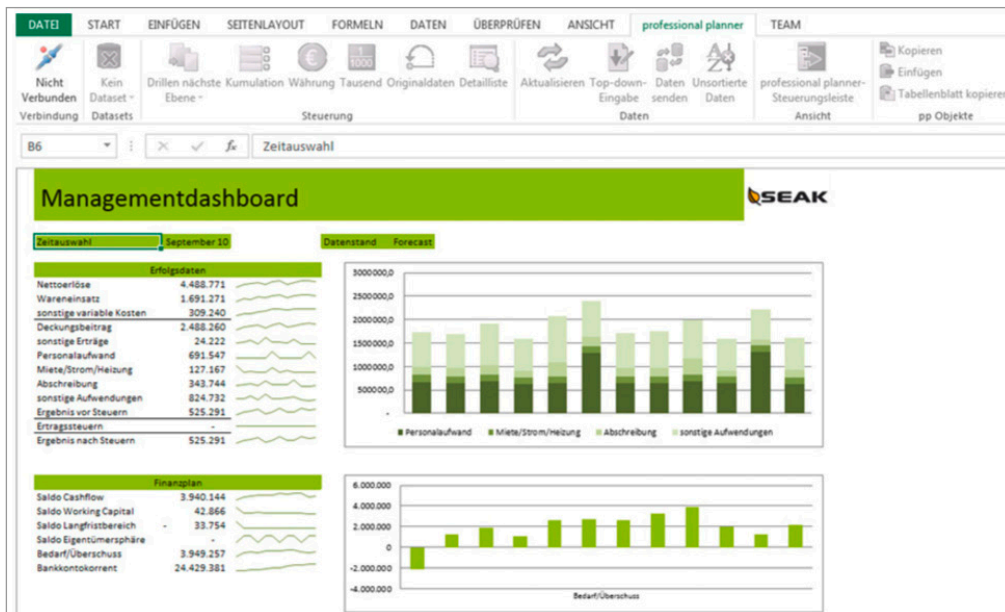 DATEI START EINFÜGEN SEITENLAYOUT FORMELN DATEN ÜBERPRÜFEN ANSICHT professional planner TEAM
Nicht Verbunden
Kein Dataset
Drillen nächste Ebene
Kumulation
Währung
Tausend
Originaldaten
Detailliste
Aktualisieren
Top-down-Eingabe
Daten senden
Unsortierte Daten
professional planner-Steuerungsleiste
Kopieren
Einfügen
Tabellenblatt kopieren
Verbindung Datasets Steuerung Daten Ansicht pp Objekte
B6 fx Zeitauswahl
Managementdashboard
SEAK
Zeitauswahl September 10 Datenstand Forecast
Erfolgsdaten
Nettoerlöse 4.488.771
Wareneinsatz 1.691.271
sonstige variable Kosten 309.240
Deckungsbeitrag 2.488.260
sonstige Erträge 24.222
Personalaufwand 691.547
Miete/Strom/Heizung 127.167
Abschreibung 343.744
sonstige Aufwendungen 824.732
Ergebnis vor Steuern 525.291
Ertragssteuern -
Ergebnis nach Steuern 525.291
3000000,0
2500000,0
2000000,0
1500000,0
1000000,0
500000,0
-
Personalaufwand Miete/Strom/Heizung Abschreibung sonstige Aufwendungen
Finanzplan
Saldo Cashflow 3.940.144
Saldo Working Capital 42.866
Saldo Langfristbereich - 33.754
Saldo Eigentümersphäre -
Bedarf/Überschuss 3.949.257
Bankkontokorrent 24.429.381
6.000.000
4.000.000
2.000.000
0
-2.000.000
-4.000.000
Bedarf/Überschuss